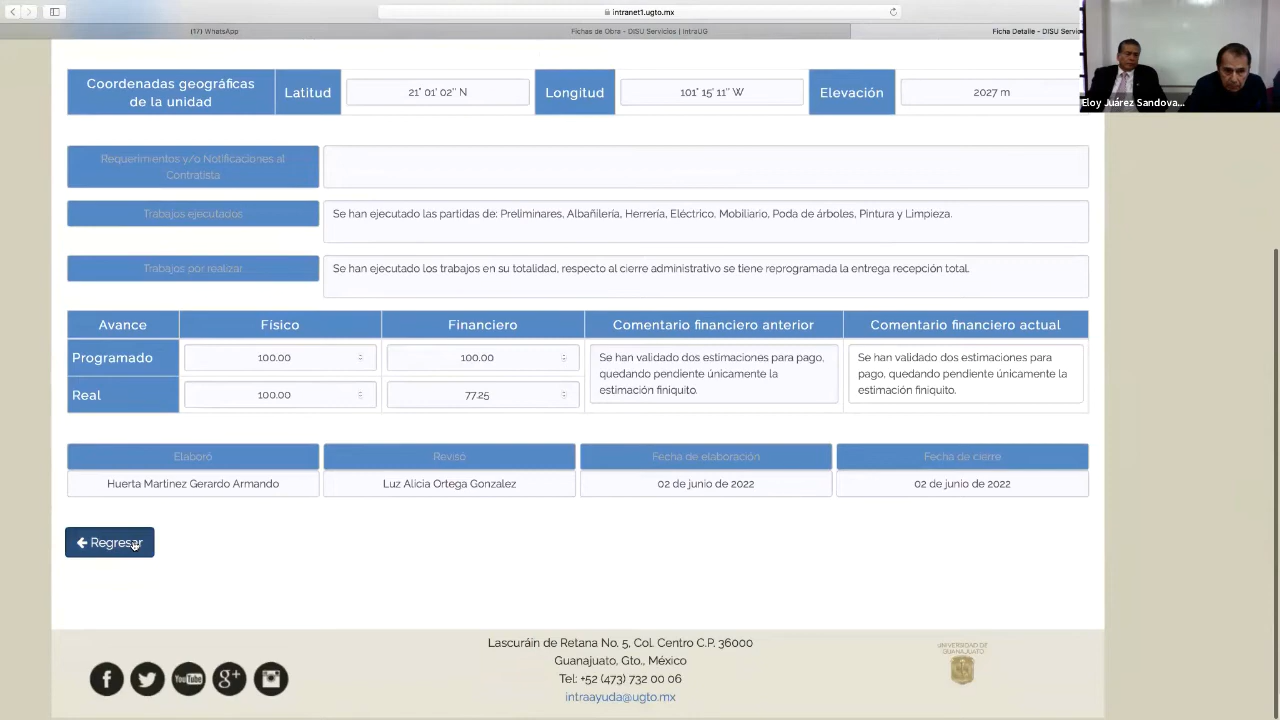 intranet1.ugto.mx
(17) WhatsApp
Fichas de Obra - DISU Servicios | IntraUG
Ficha Detalle - DISU Servic
Eloy Juárez Sandova...
Coordenadas geográficas
de la unidad
Latitud
21° 01' 02'' N
Longitud
101° 15' 11'' W
Elevación
2027 m
Requerimientos y/o Notificaciones al
Contratista
Trabajos ejecutados
Se han ejecutado las partidas de: Preliminares, Albañilería, Herrería, Eléctrico, Mobiliario, Poda de árboles, Pintura y Limpieza.
Trabajos por realizar
Se han ejecutado los trabajos en su totalidad, respecto al cierre administrativo se tiene reprogramada la entrega recepción total.
Avance
Físico
Financiero
Comentario financiero anterior
Comentario financiero actual
Programado
100.00
100.00
Real
100.00
77.25
Se han validado dos estimaciones para pago,
quedando pendiente únicamente la
estimación finiquito.
Se han validado dos estimaciones para
pago, quedando pendiente únicamente la
estimación finiquito.
Elaboró
Revisó
Fecha de elaboración
Fecha de cierre
Huerta Martinez Gerardo Armando
Luz Alicia Ortega Gonzalez
02 de junio de 2022
02 de junio de 2022
Regresar
Lascuráin de Retana No. 5, Col. Centro C.P. 36000
Guanajuato, Gto., México
Tel: +52 (473) 732 00 06
intraayuda@ugto.mx
UNIVERSIDAD DE
GUANAJUATO
f
YouTube
g+